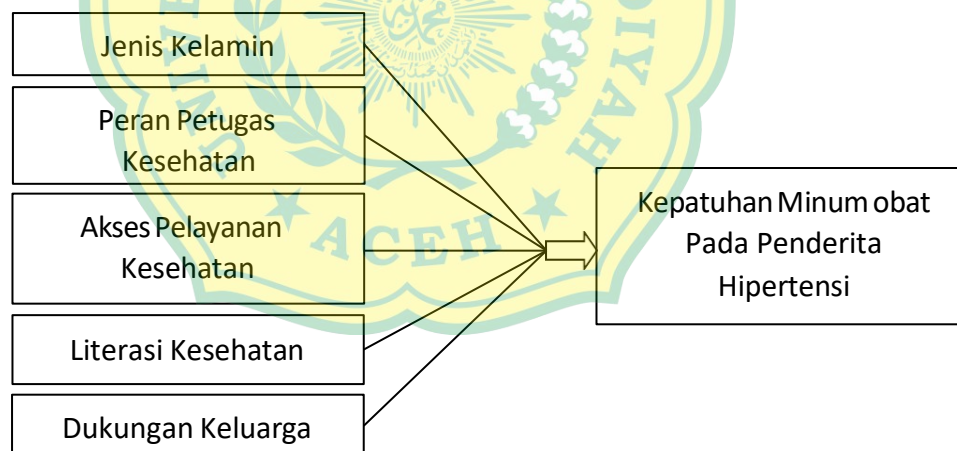 Jenis Kelamin
Peran Petugas
Kesehatan
Akses Pelayanan
Kesehatan
Literasi Kesehatan
Dukungan Keluarga
Kepatuhan Minum obat
Pada Penderita
Hipertensi
ACEH